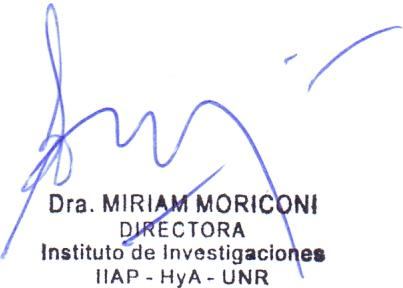 Dra. MIRIAM MORICONI
DIRECTORA
Instituto de Investigaciones
IIAP - HyA - UNR